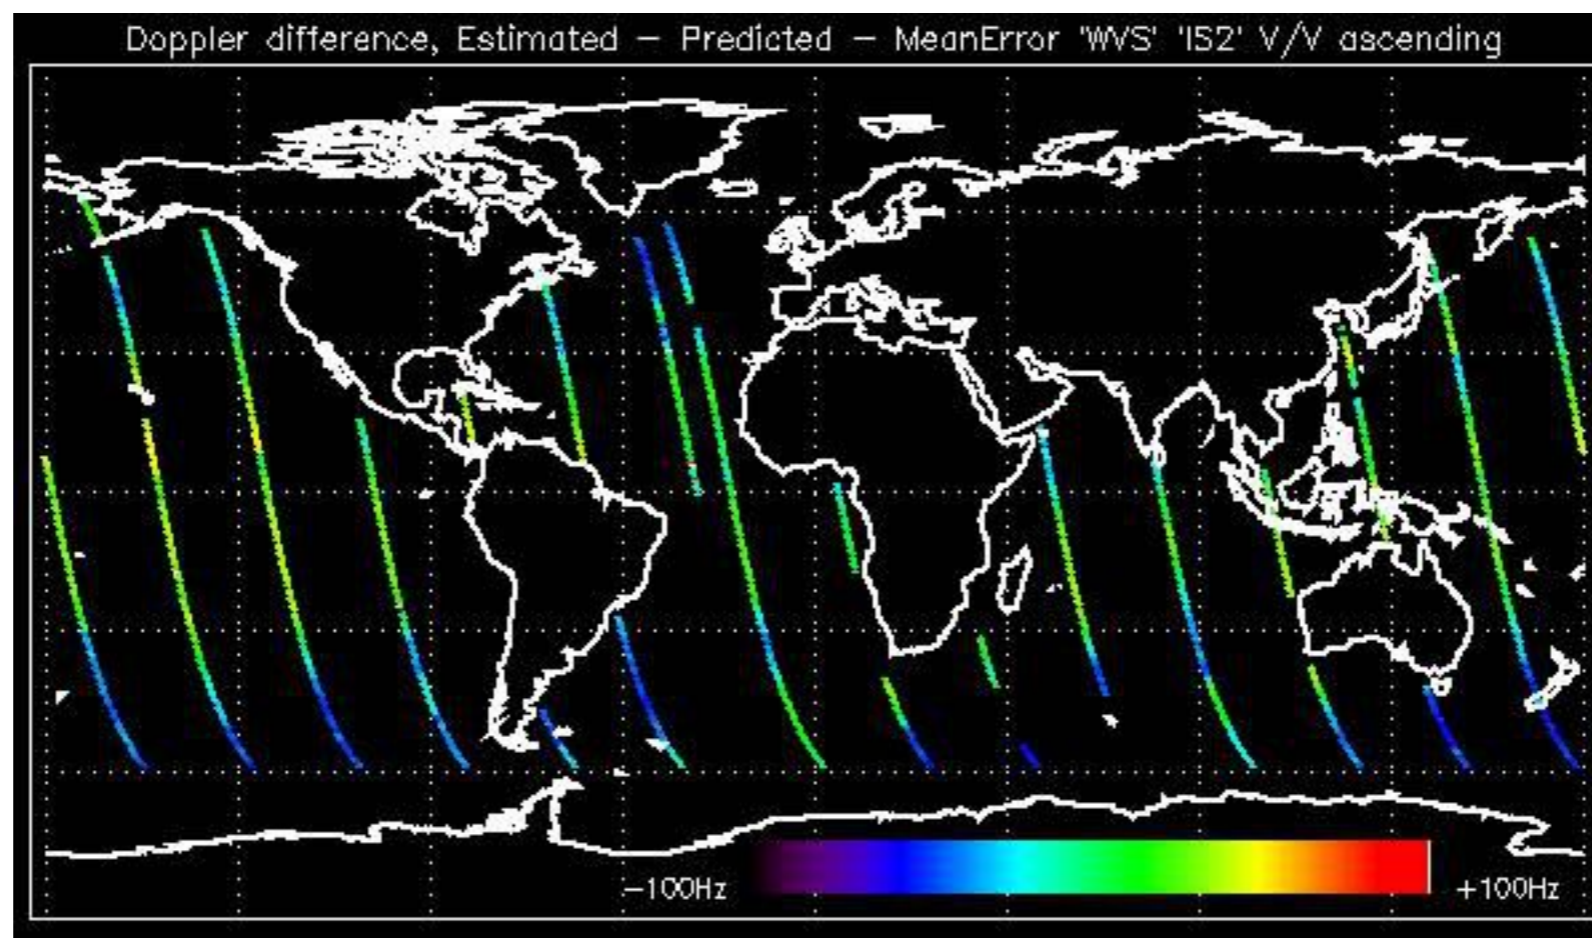 Doppler difference, Estimated – Predicted – MeanError 'WVS' 'IS2' V/V ascending
-100Hz +100Hz